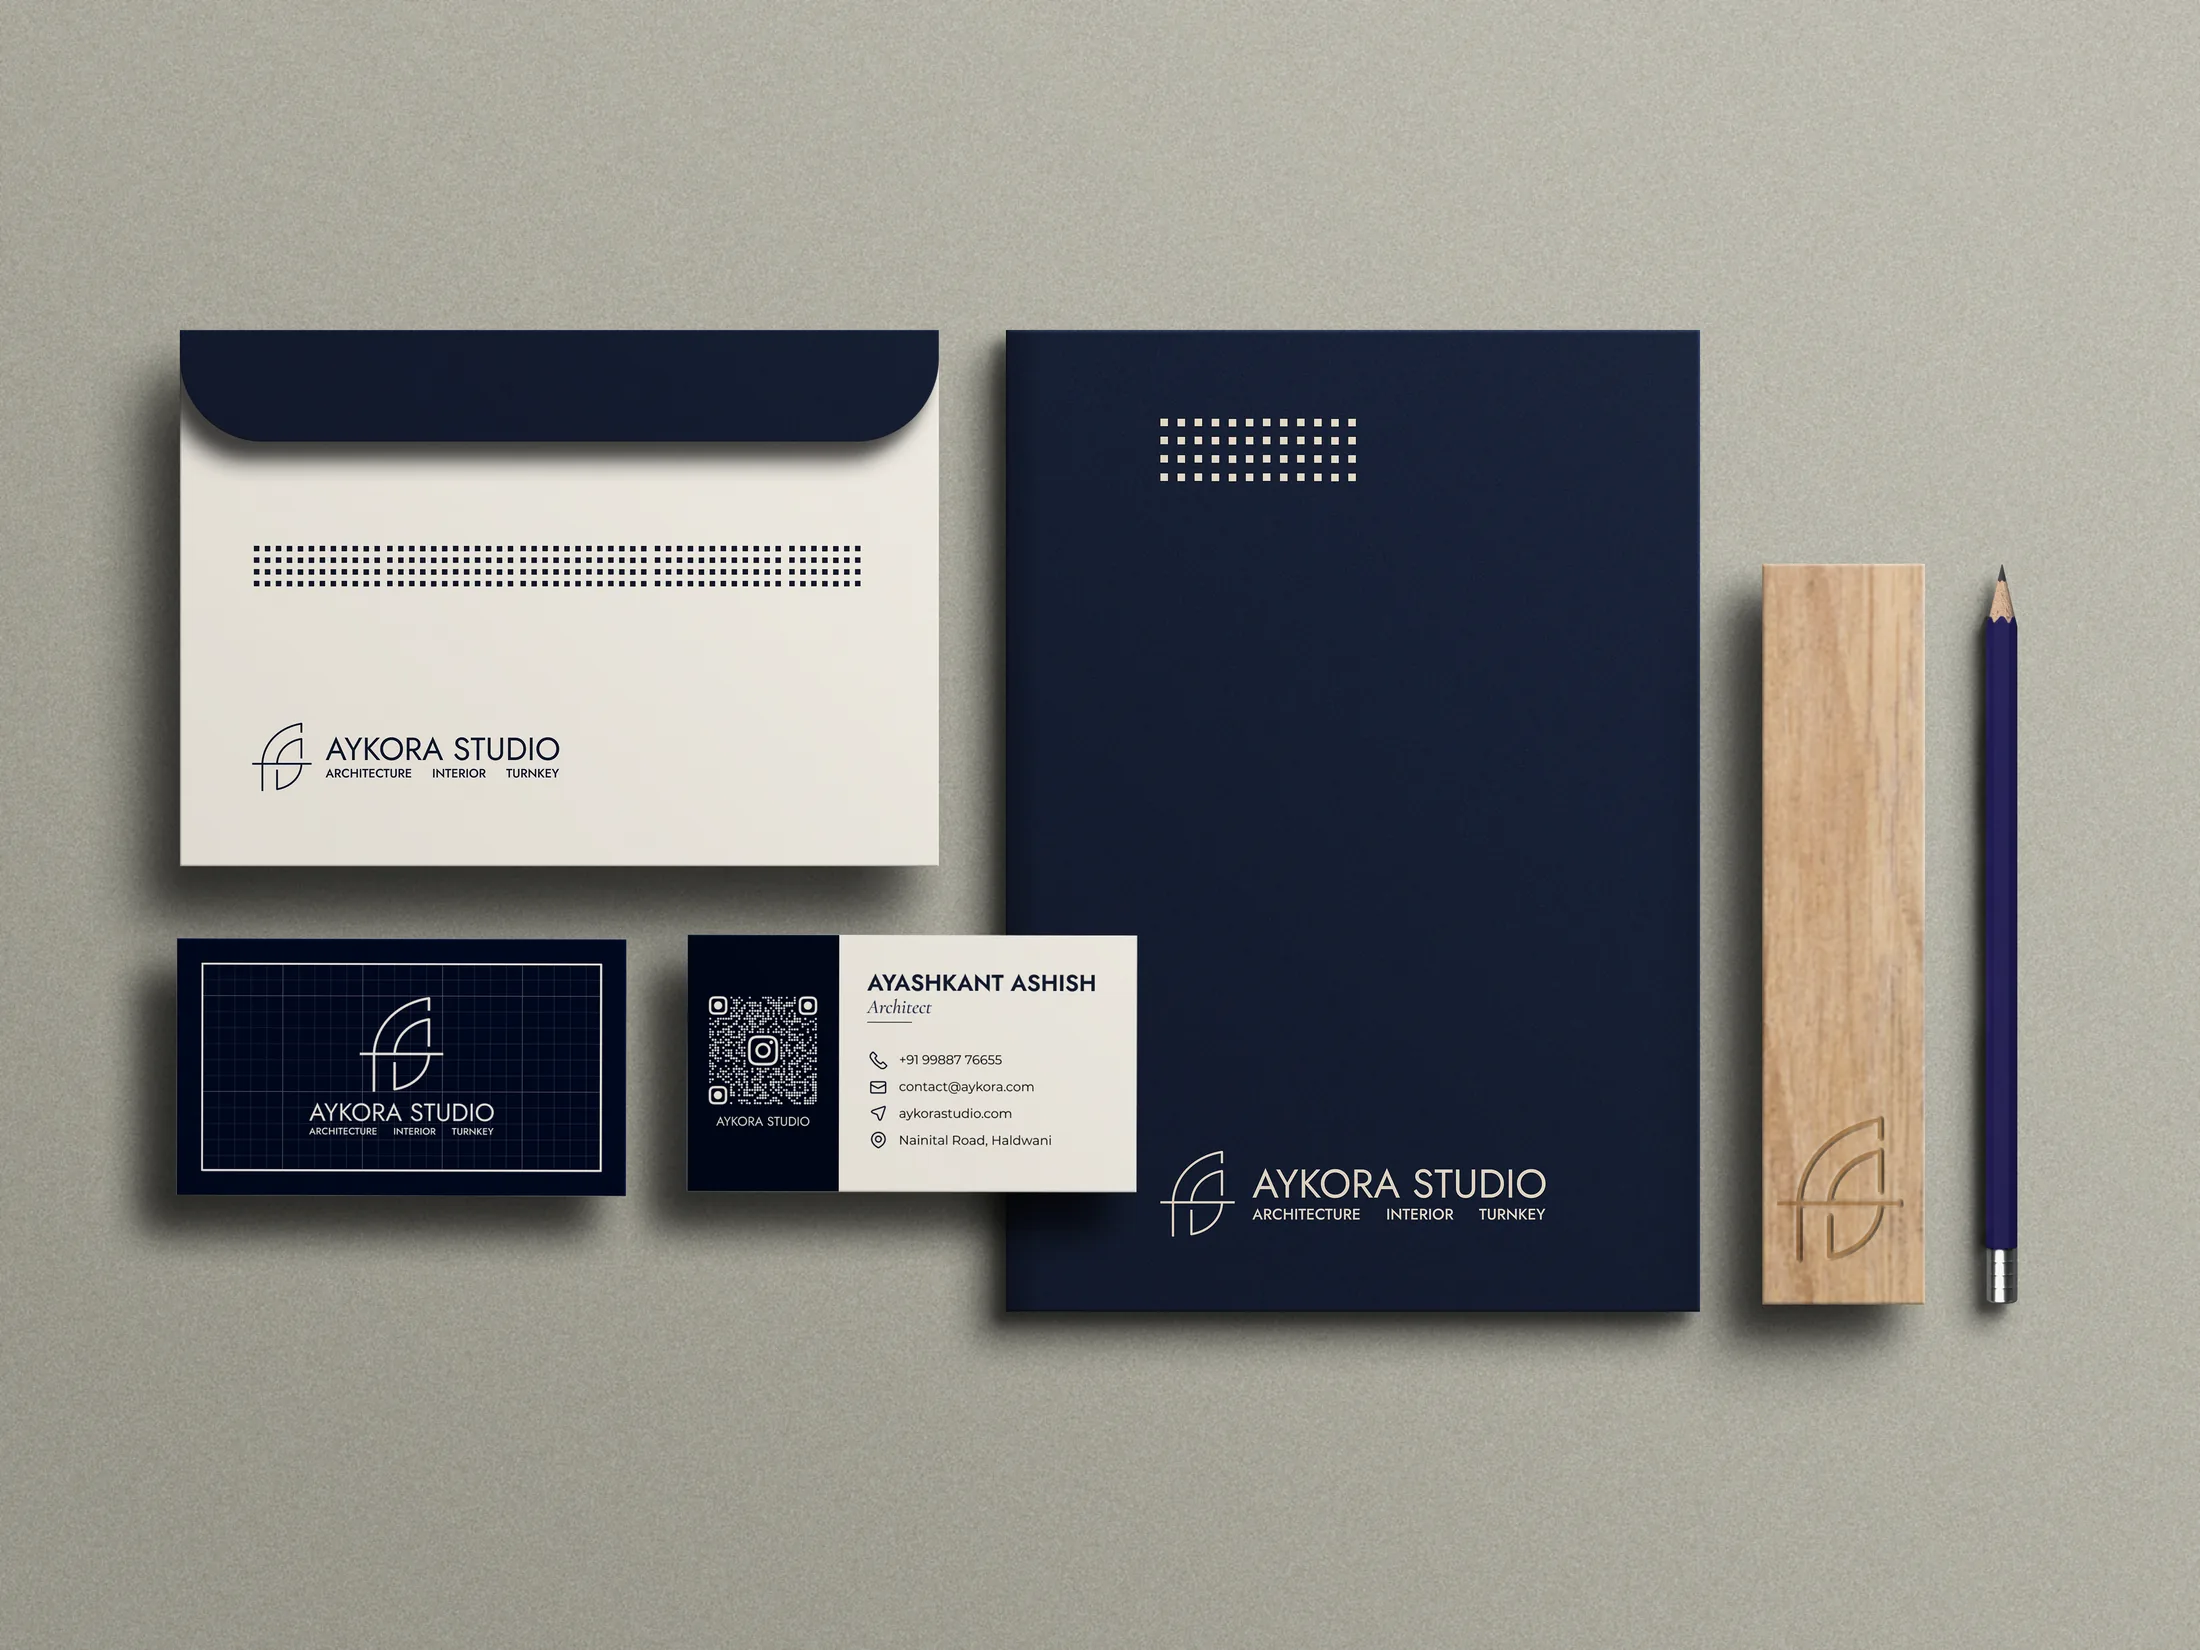 AYKORA STUDIO
ARCHITECTURE INTERIOR TURNKEY
AYKORA STUDIO
ARCHITECTURE INTERIOR TURNKEY
AYKORA STUDIO
AYASHKANT ASHISH
Architect
+91 99887 76655
contact@aykora.com
aykorastudio.com
Nainital Road, Haldwani
AYKORA STUDIO
ARCHITECTURE INTERIOR TURNKEY